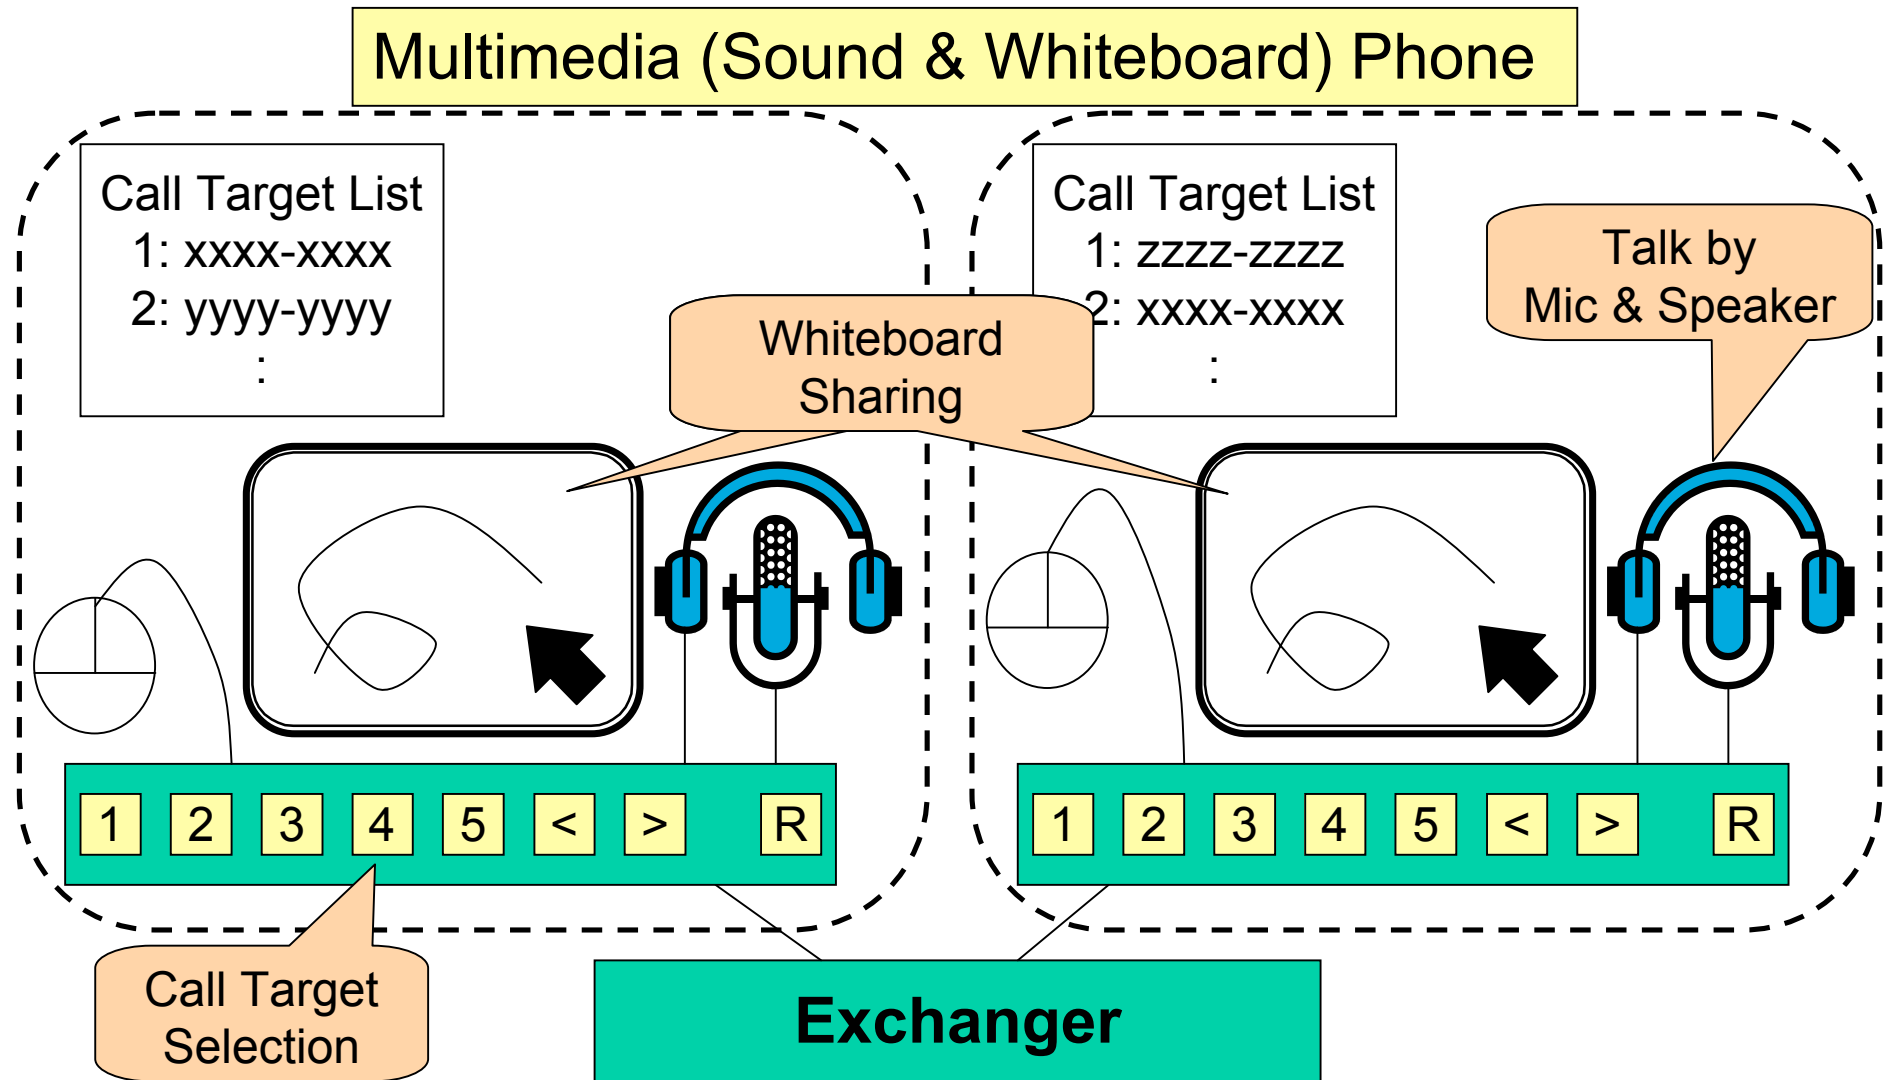 Multimedia (Sound & Whiteboard) Phone
Call Target List
1: xxxx-xxxx
2: yyyy-yyyy
:
Call Target List
1: zzzz-zzzz
2: xxxx-xxxx
:
Talk by
Mic & Speaker
Whiteboard
Sharing
1 2 3 4 5 < > R
1 2 3 4 5 < > R
Call Target
Selection
Exchanger